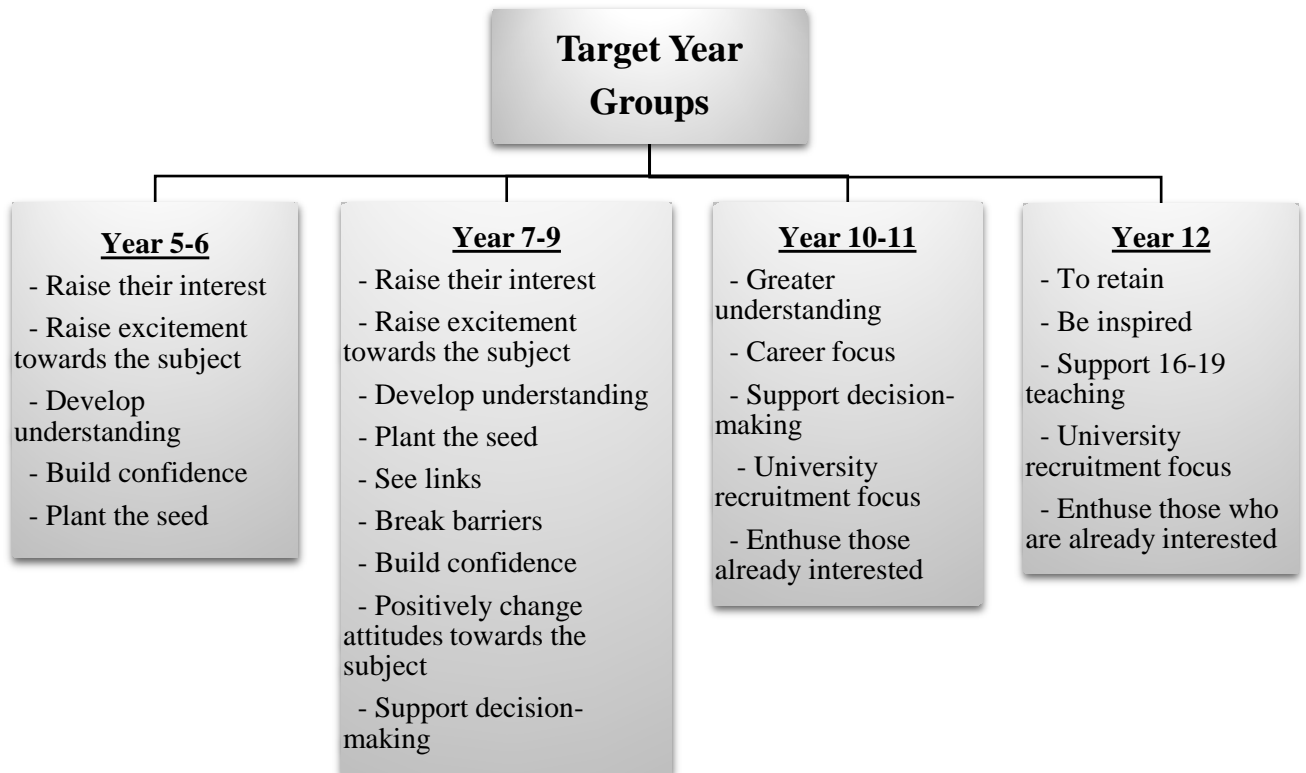 Target Year
Groups
Year 5-6
- Raise their interest
- Raise excitement
towards the subject
- Develop
understanding
- Build confidence
- Plant the seed
Year 7-9
- Raise their interest
- Raise excitement
towards the subject
- Develop understanding
- Plant the seed
- See links
- Break barriers
- Build confidence
- Positively change
attitudes towards the
subject
- Support decision-
making
Year 10-11
- Greater
understanding
- Career focus
- Support decision-
making
- University
recruitment focus
- Enthuse those
already interested
Year 12
- To retain
- Be inspired
- Support 16-19
teaching
- University
recruitment focus
- Enthuse those who
are already interested